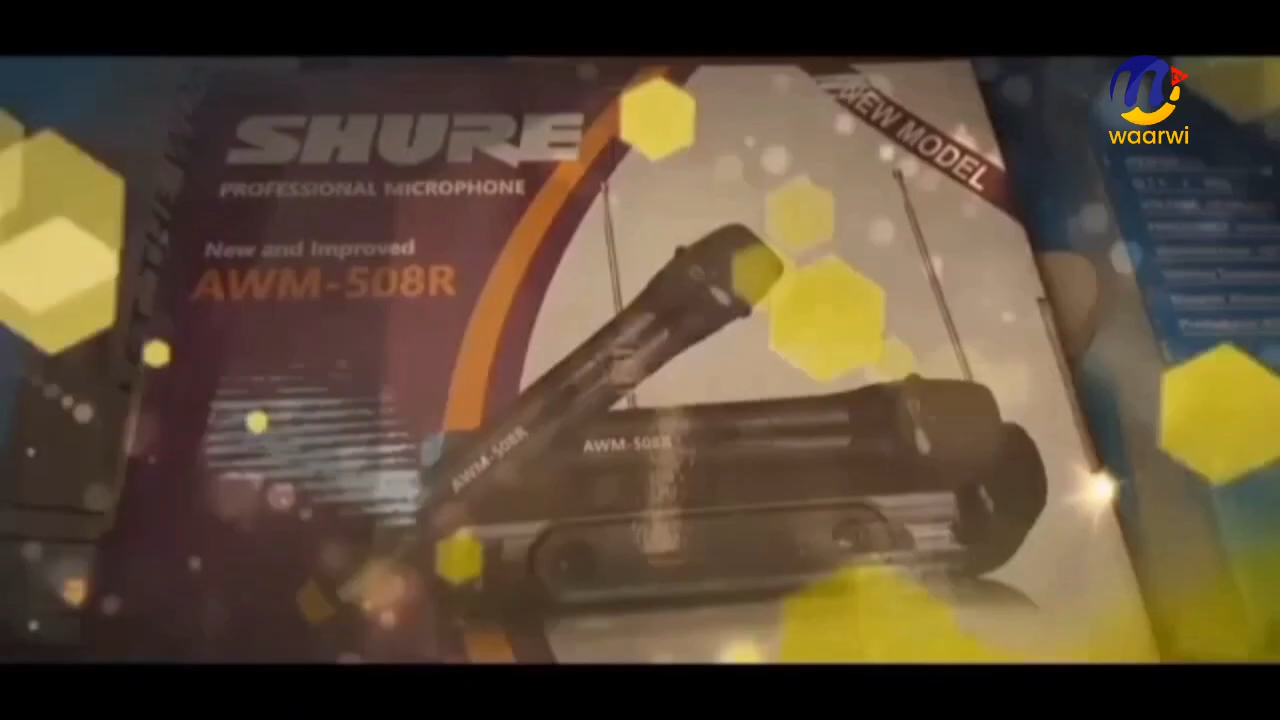 SHURE
PROFESSIONAL MICROPHONE
New and Improved
AWM-508R
NEW MODEL
AWM-508R
AWM-508R
waarwi